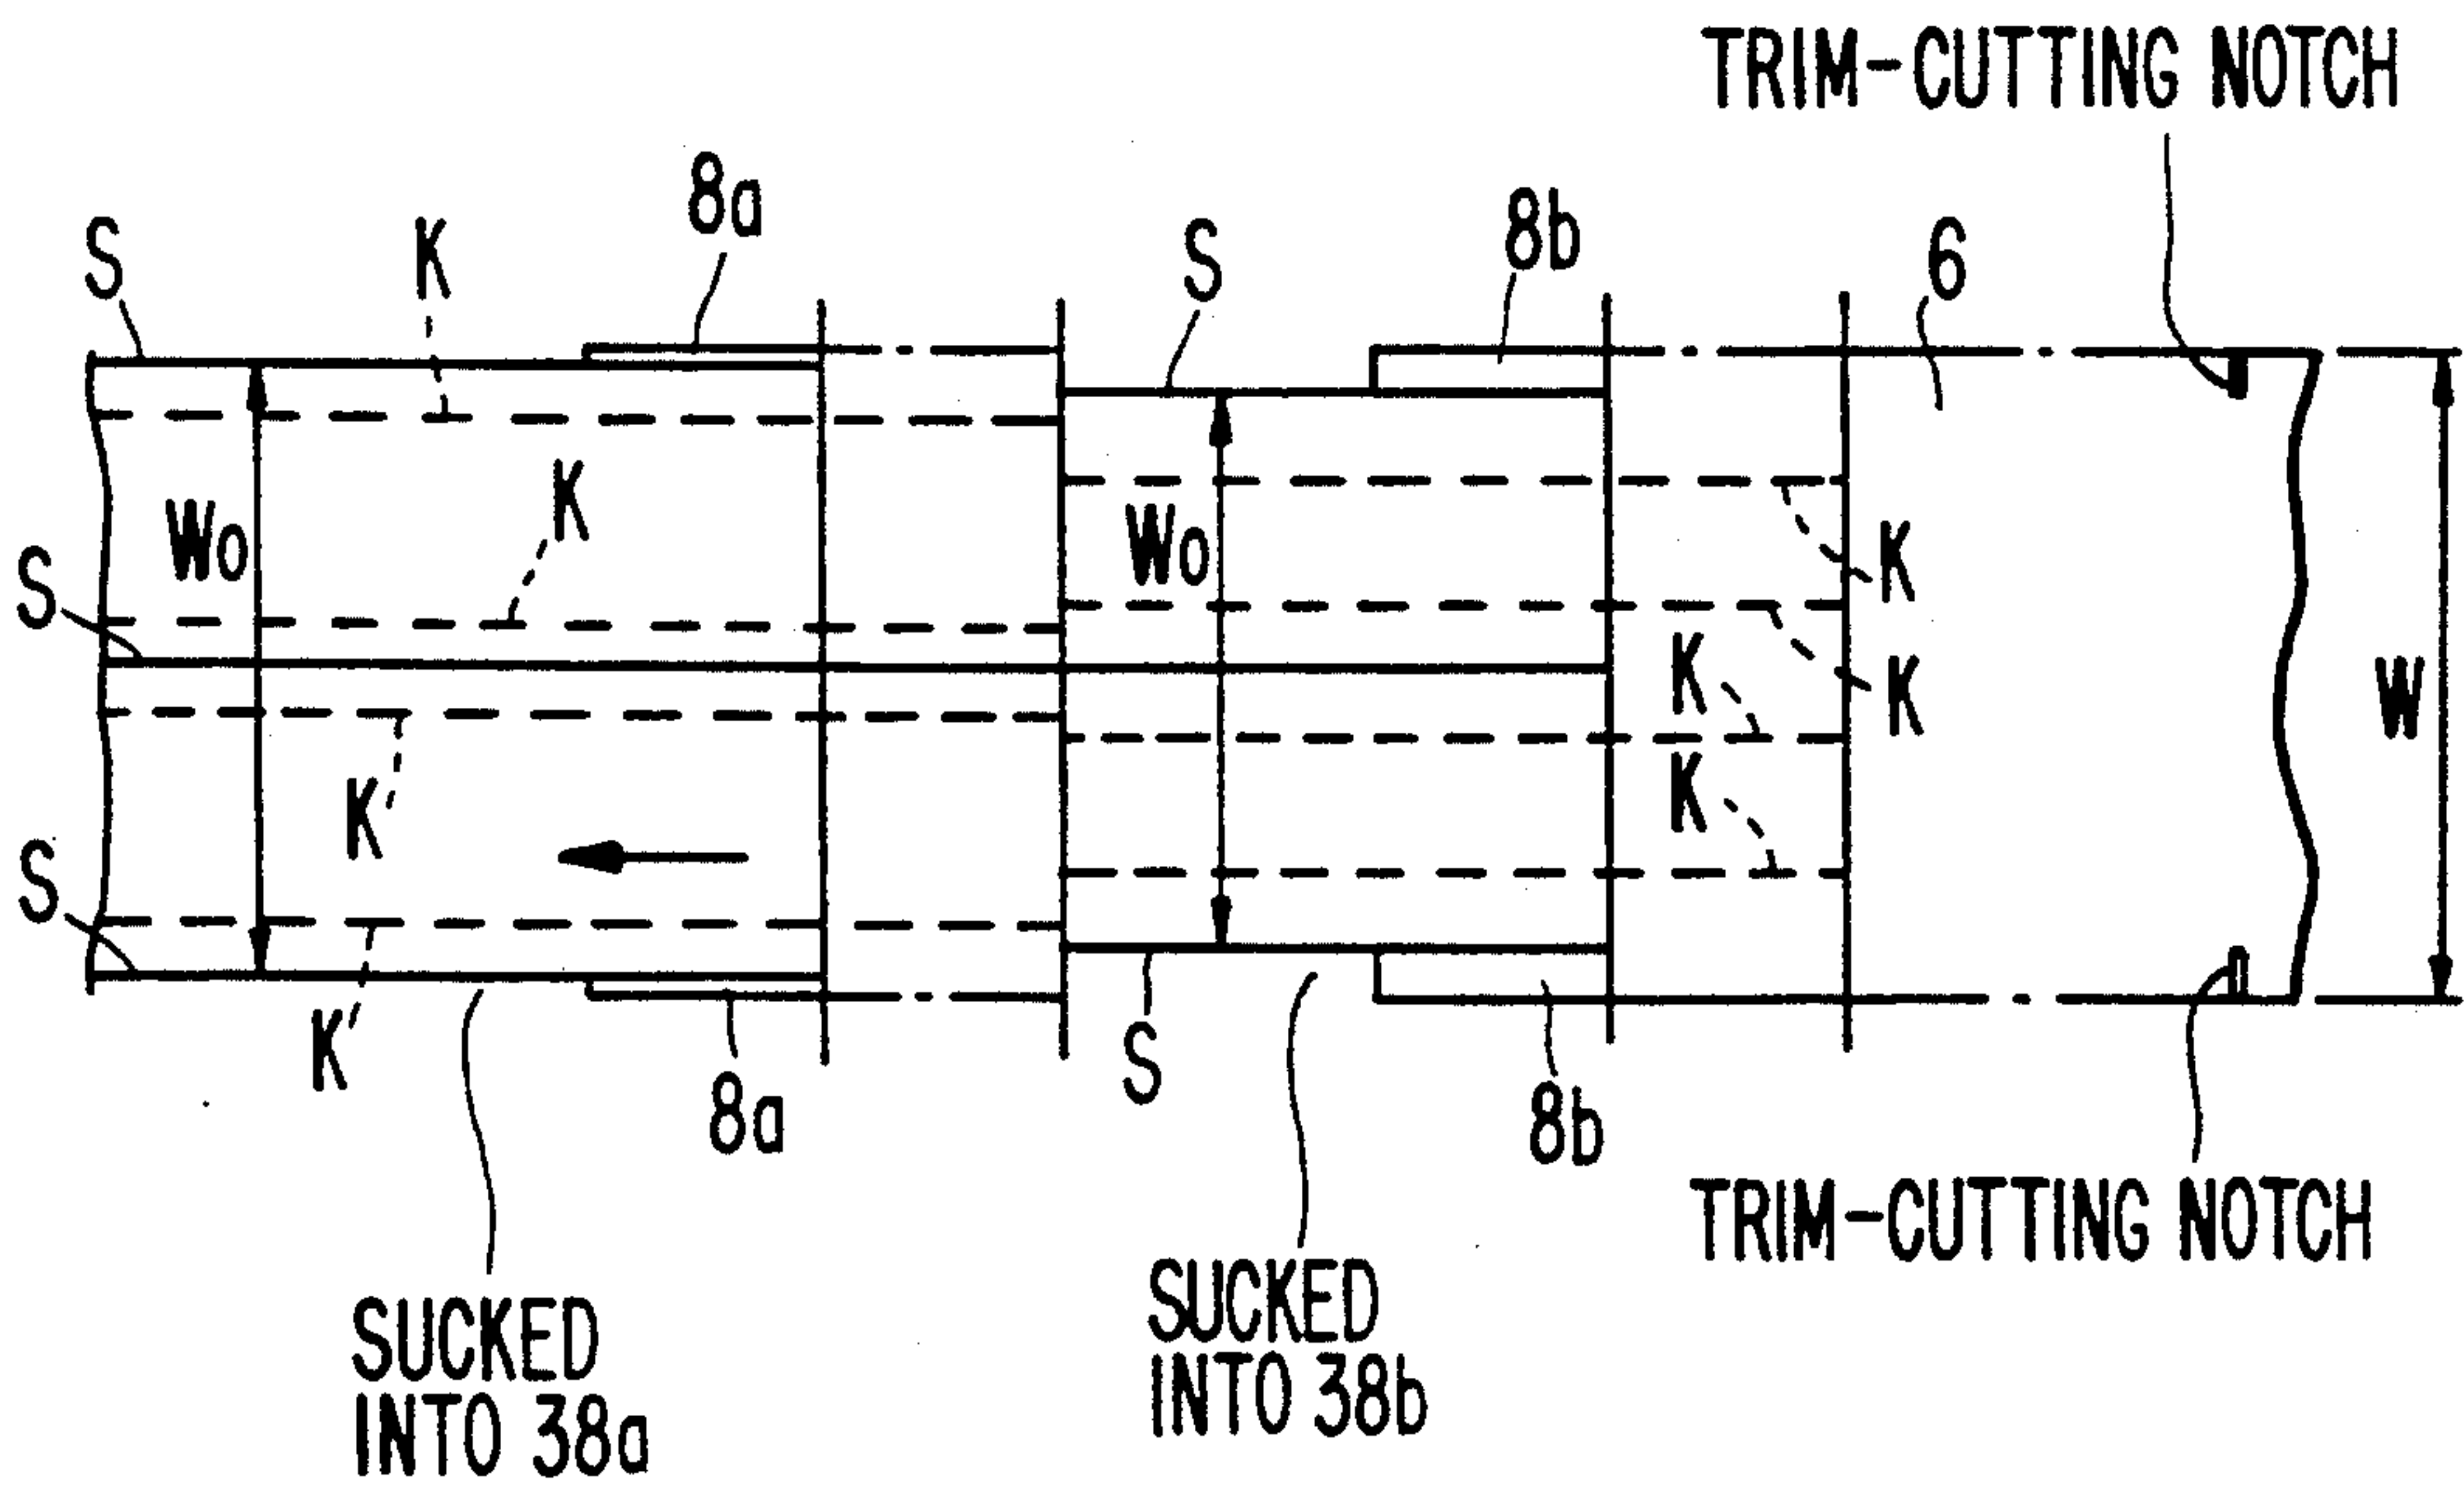 TRIM-CUTTING NOTCH
8a
8b
S
K
S
6
K
Wo
Wo
K
S
K
K
W
K
K'
S
K'
S
8a
8b
TRIM-CUTTING NOTCH
SUCKED
INTO 38a
SUCKED
INTO 38b